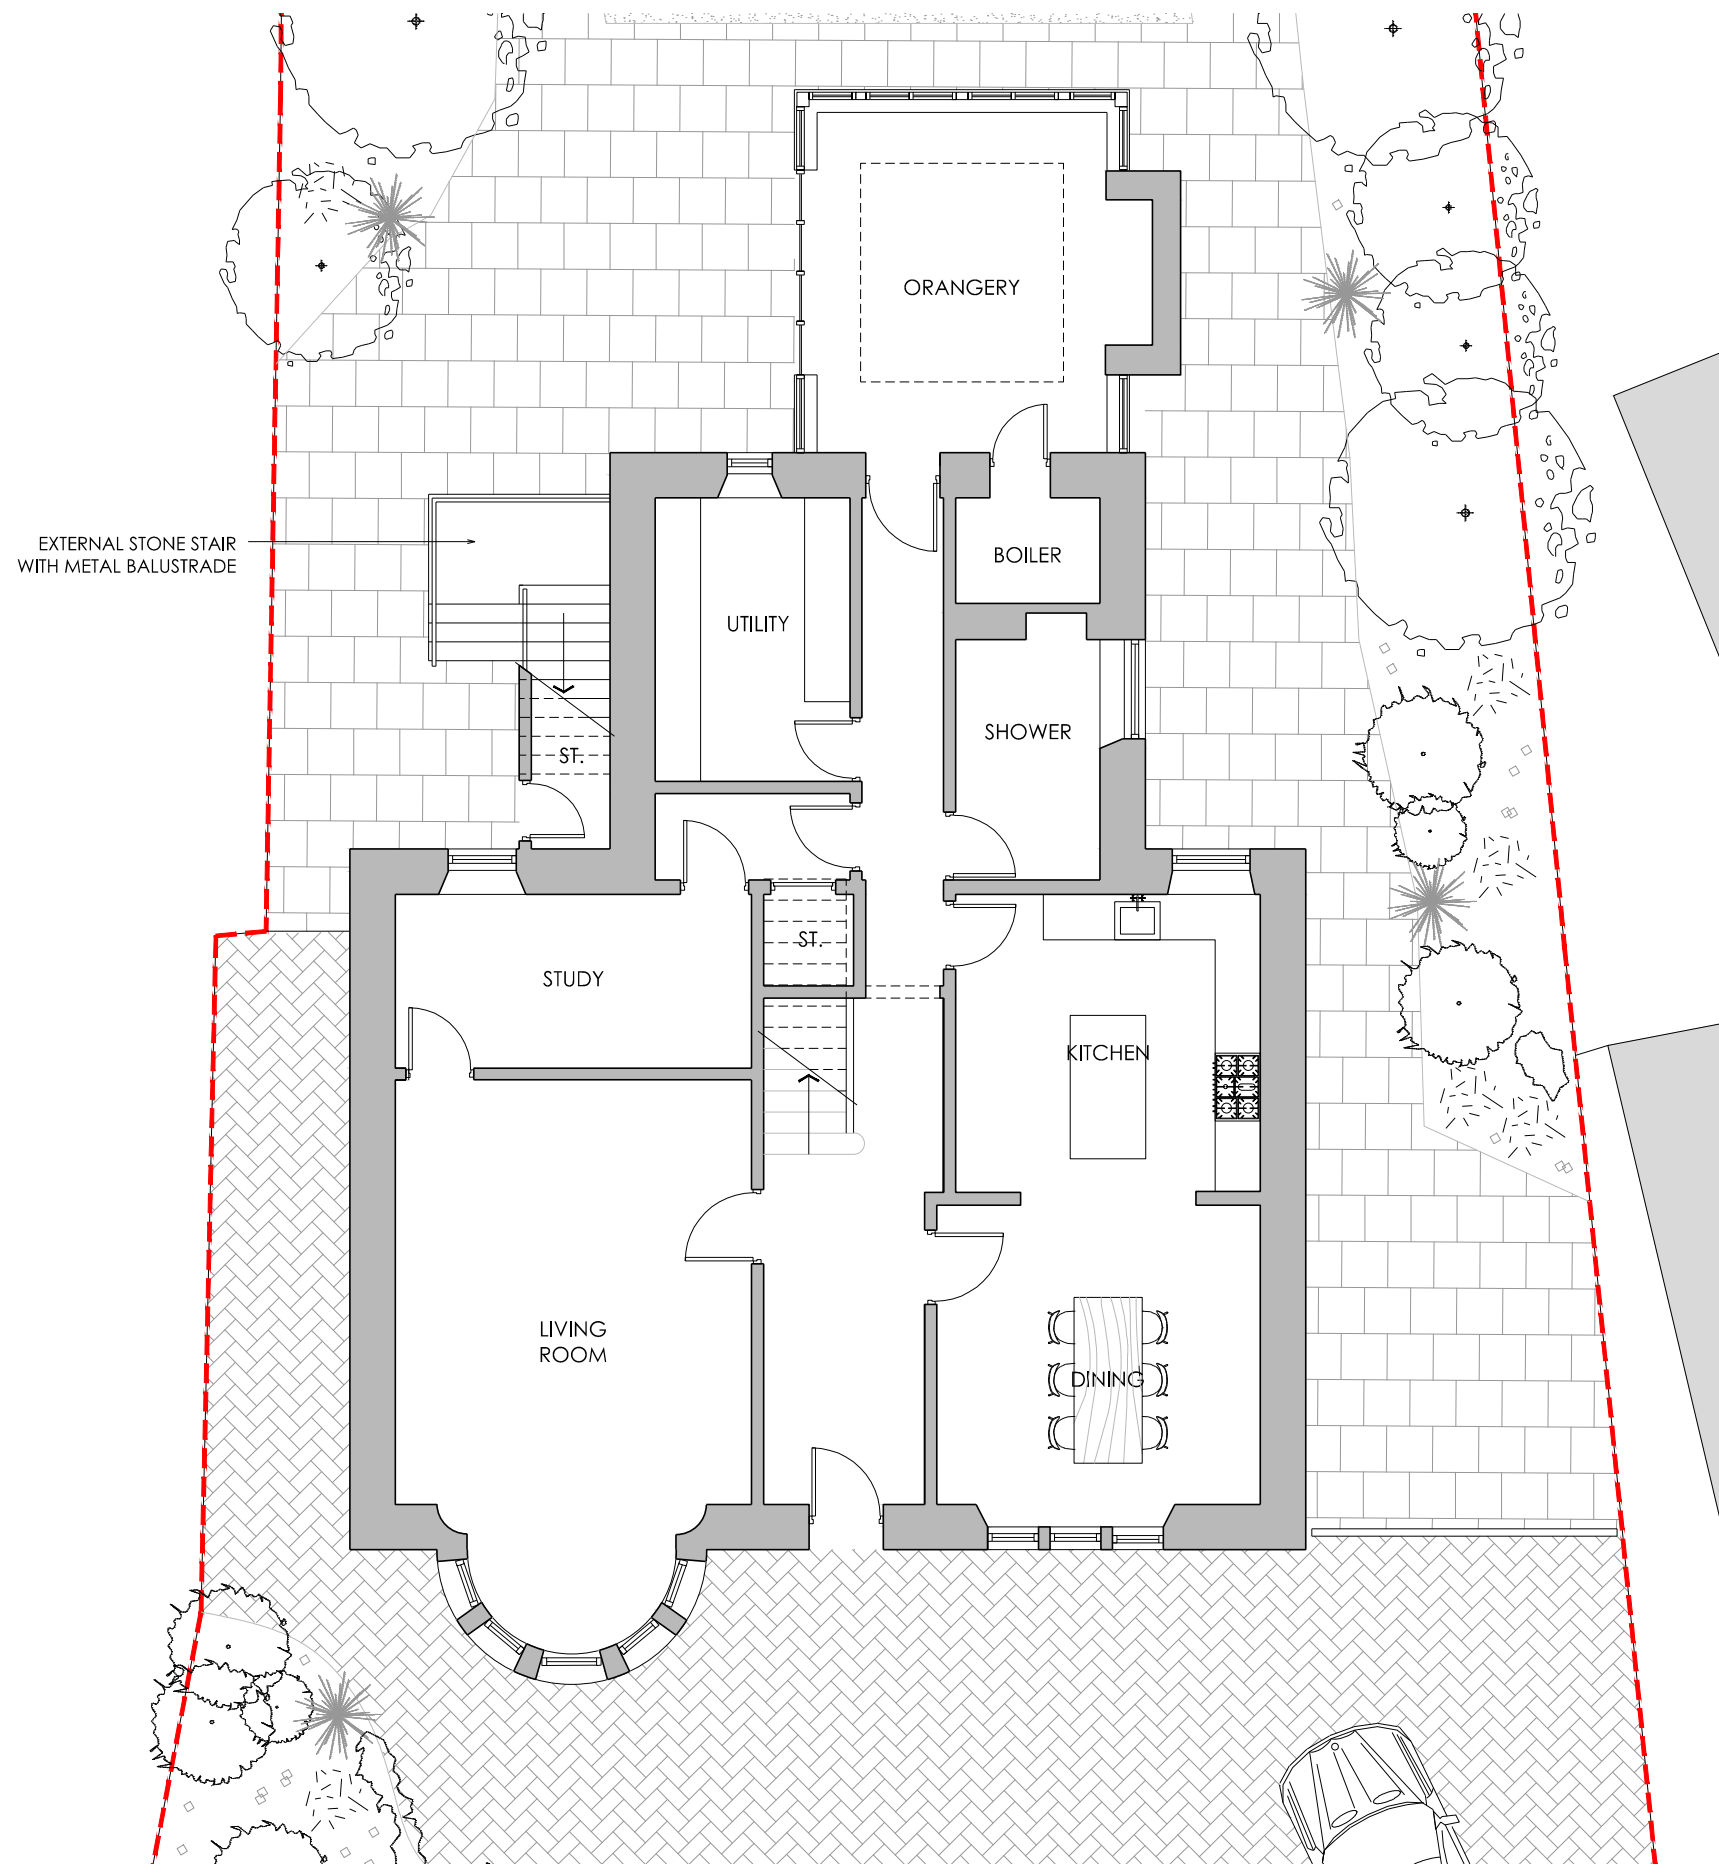 ORANGERY
EXTERNAL STONE STAIR
WITH METAL BALUSTRADE
BOILER
UTILITY
SHOWER
ST.
ST.
STUDY
KITCHEN
LIVING
ROOM
DINING